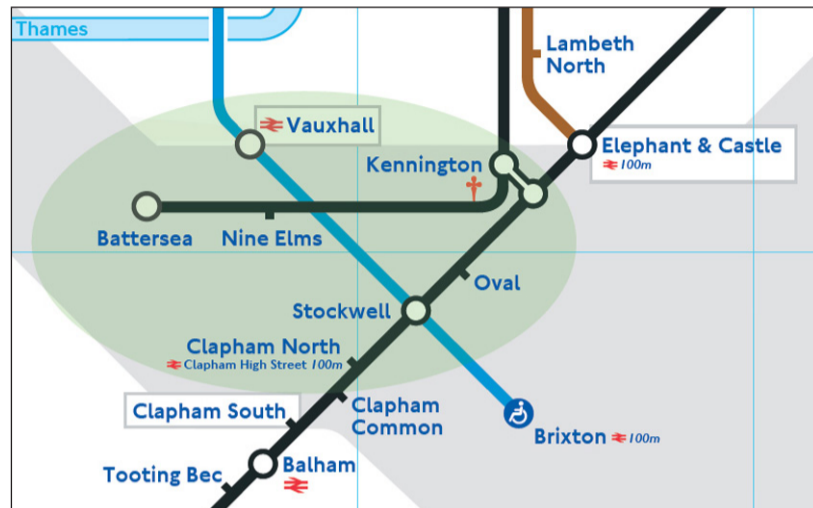 Thames
Lambeth
North
Vauxhall
Elephant & Castle
100m
Kennington
Battersea
Nine Elms
Oval
Stockwell
Clapham North
Clapham High Street 100m
Clapham South
Clapham
Common
Brixton 100m
Balham
Tooting Bec